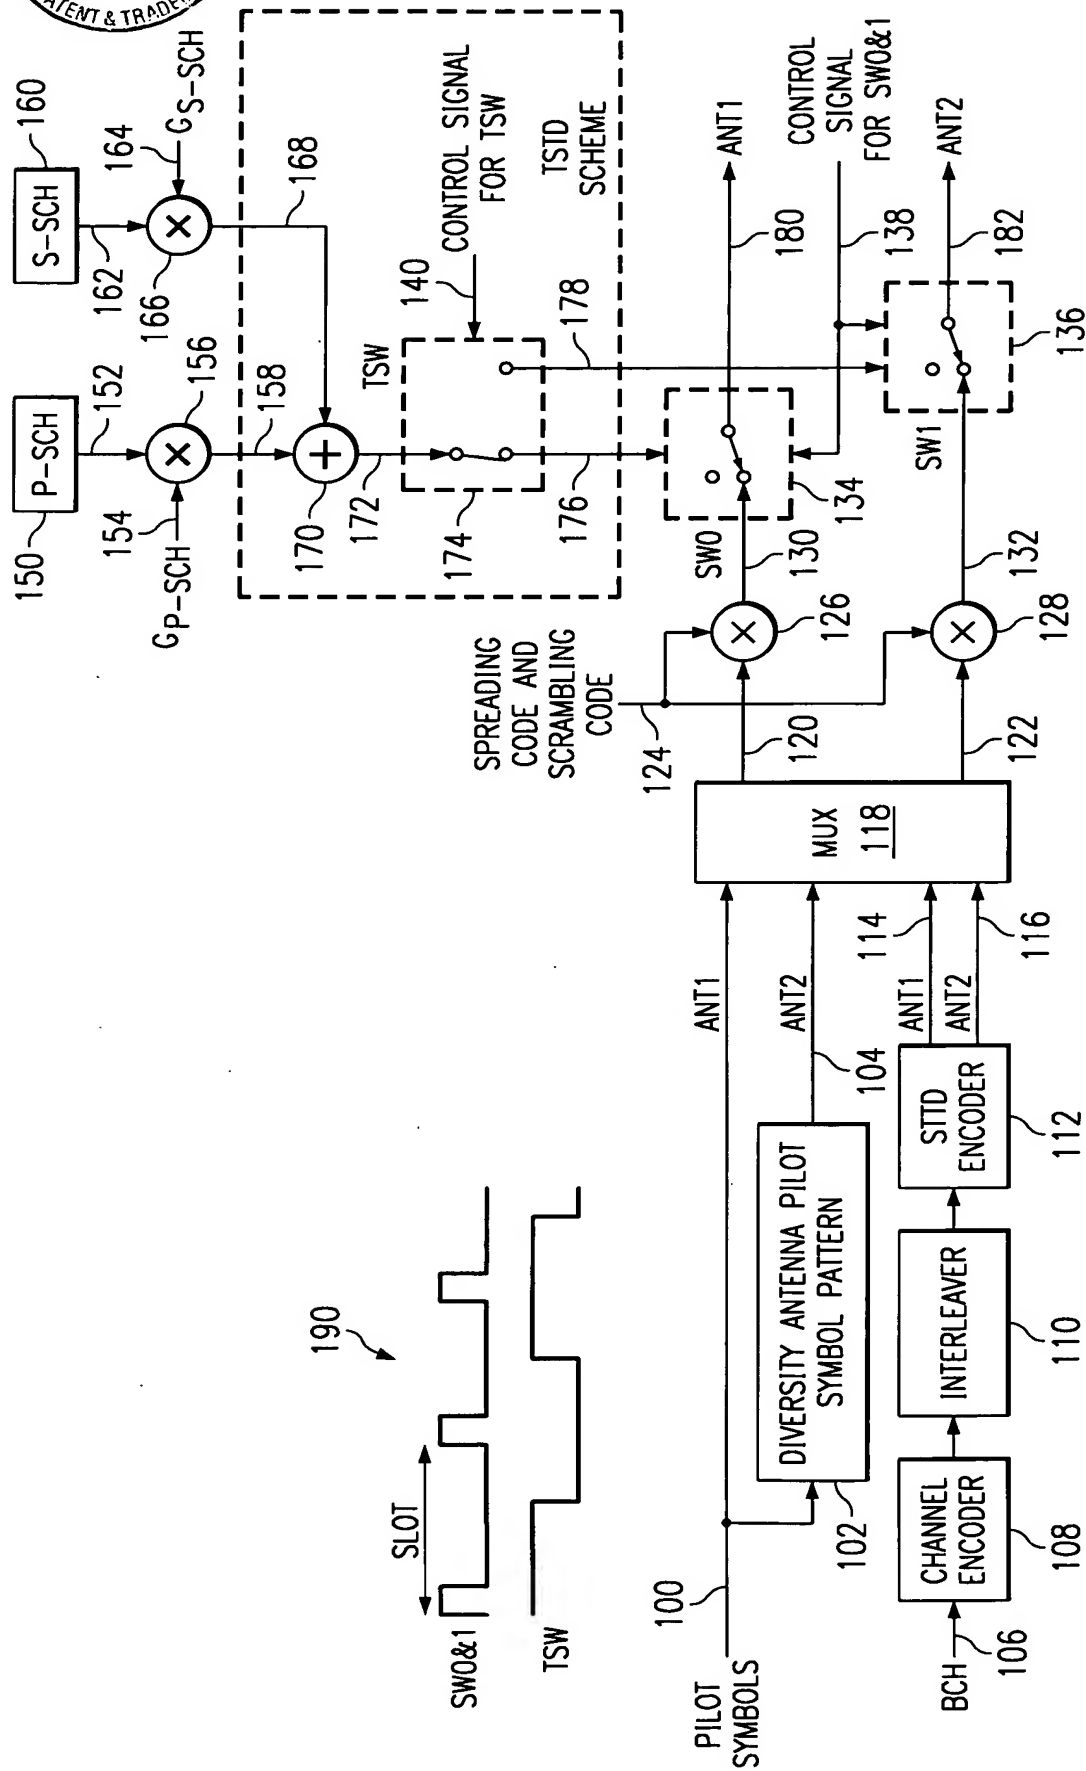 PATENT & TRADE
160
S-SCH
164
G S-SCH
162
166
168
150
P-SCH
152
154
156
G P-SCH
158
170
172
TSW
174
176
140
CONTROL SIGNAL
FOR TSW
TSTD
SCHEME
178
SPREADING
CODE AND
SCRAMBLING
CODE
124
SW0
130
134
126
120
ANT1
180
CONTROL
SIGNAL
FOR SW0&1
138
ANT2
182
SW1
136
132
128
122
MUX
118
190
SLOT
SW0&1
TSW
PILOT
SYMBOLS
100
ANT1
DIVERSITY ANTENNA PILOT
SYMBOL PATTERN
102
ANT2
104
BCH
106
CHANNEL
ENCODER
108
INTERLEAVER
110
STTD
ENCODER
112
ANT1
114
ANT2
116